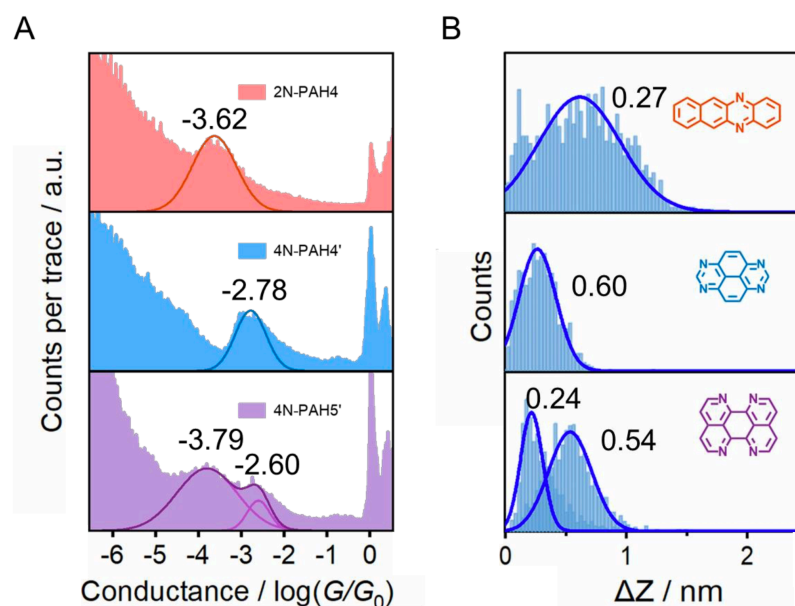 A
B
Counts per trace / a.u.
2N-PAH4
-3.62
4N-PAH4'
-2.78
4N-PAH5'
-3.79
-2.60
-6 -5 -4 -3 -2 -1 0
Conductance / log(G/G₀)
Counts
0.27
N
N
0.60
N
N
N
N
0.24
0.54
N
N
N
N
0 1 2
ΔZ / nm